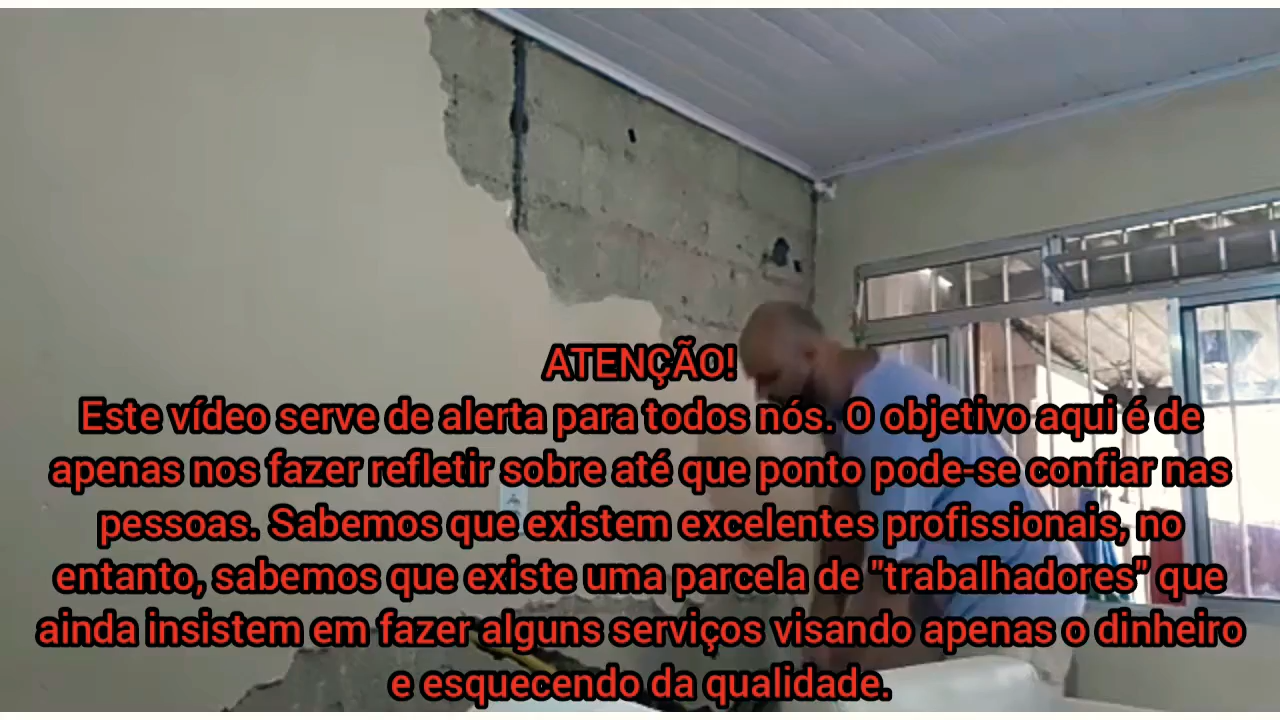 ATENÇÃO!
Este vídeo serve de alerta para todos nós. O objetivo aqui é de
apenas nos fazer refletir sobre até que ponto pode-se confiar nas
pessoas. Sabemos que existem excelentes profissionais, no
entanto, sabemos que existe uma parcela de "trabalhadores" que
ainda insistem em fazer alguns serviços visando apenas o dinheiro
e esquecendo da qualidade.